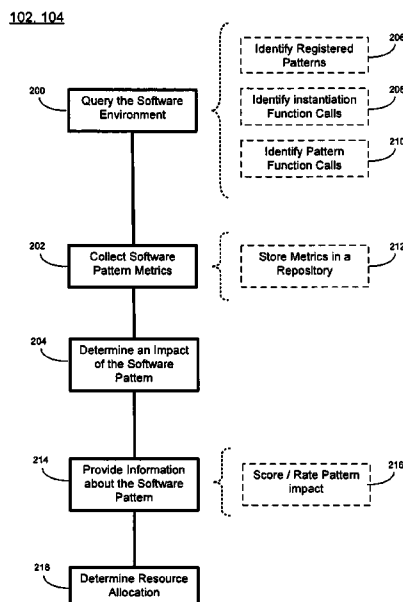 102, 104
206
Identify Registered
Patterns
200
Query the Software
Environment
208
Identify Instantiation
Function Calls
210
Identify Pattern
Function Calls
202
Collect Software
Pattern Metrics
212
Store Metrics in a
Repository
204
Determine an Impact
of the Software
Pattern
214
Provide Information
about the Software
Pattern
216
Score / Rate Pattern
impact
218
Determine Resource
Allocation